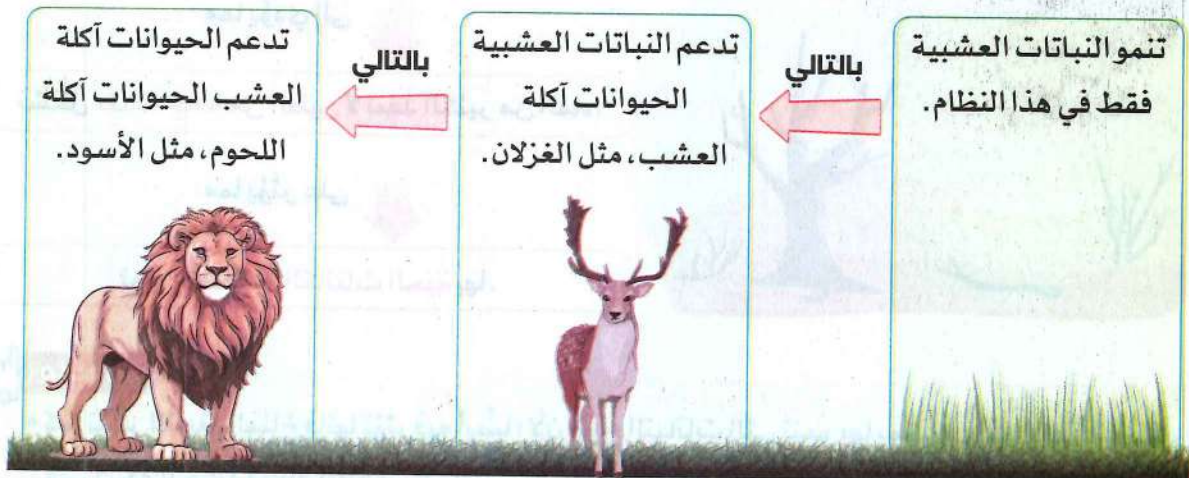 تنمو النباتات العشبية
فقط في هذا النظام.
بالتالي
تدعم النباتات العشبية
الحيوانات آكلة
العشب، مثل الغزلان.
بالتالي
تدعم الحيوانات آكلة
العشب الحيوانات آكلة
اللحوم، مثل الأسود.